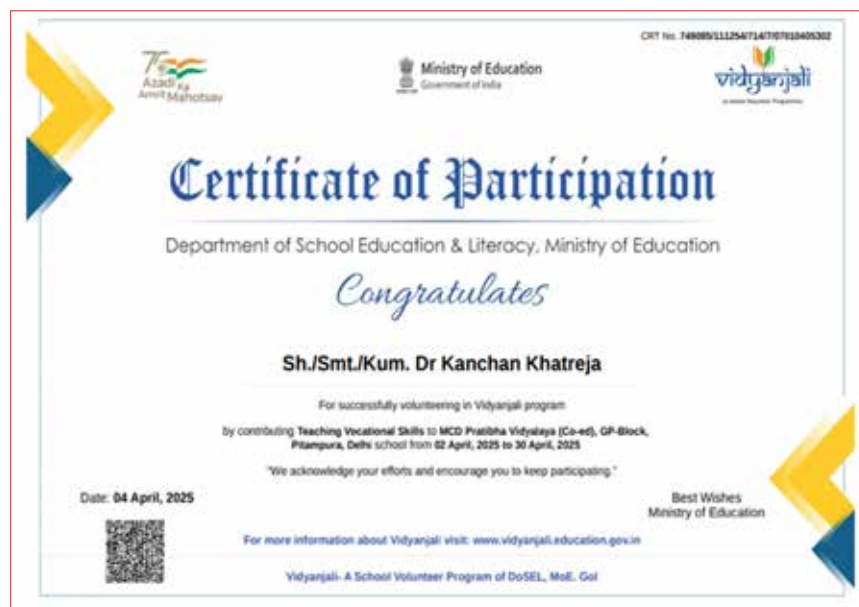 CRT No. 749085/111254/714/7/07010405302
75
Azadi Ka
Amrit Mahotsav
Ministry of Education
Government of India
vidyanjali
Certificate of Participation
Department of School Education & Literacy, Ministry of Education
Congratulates
Sh./Smt./Kum. Dr Kanchan Khatreja
For successfully volunteering in Vidyanjali program
by contributing Teaching Vocational Skills to MCD Pratibha Vidyalaya (Co-ed), GP-Block,
Pitampura, Delhi school from 02 April, 2025 to 30 April, 2025
"We acknowledge your efforts and encourage you to keep participating."
Date: 04 April, 2025
Best Wishes
Ministry of Education
For more information about Vidyanjali visit: www.vidyanjali.education.gov.in
Vidyanjali- A School Volunteer Program of DoSEL, MoE. GoI